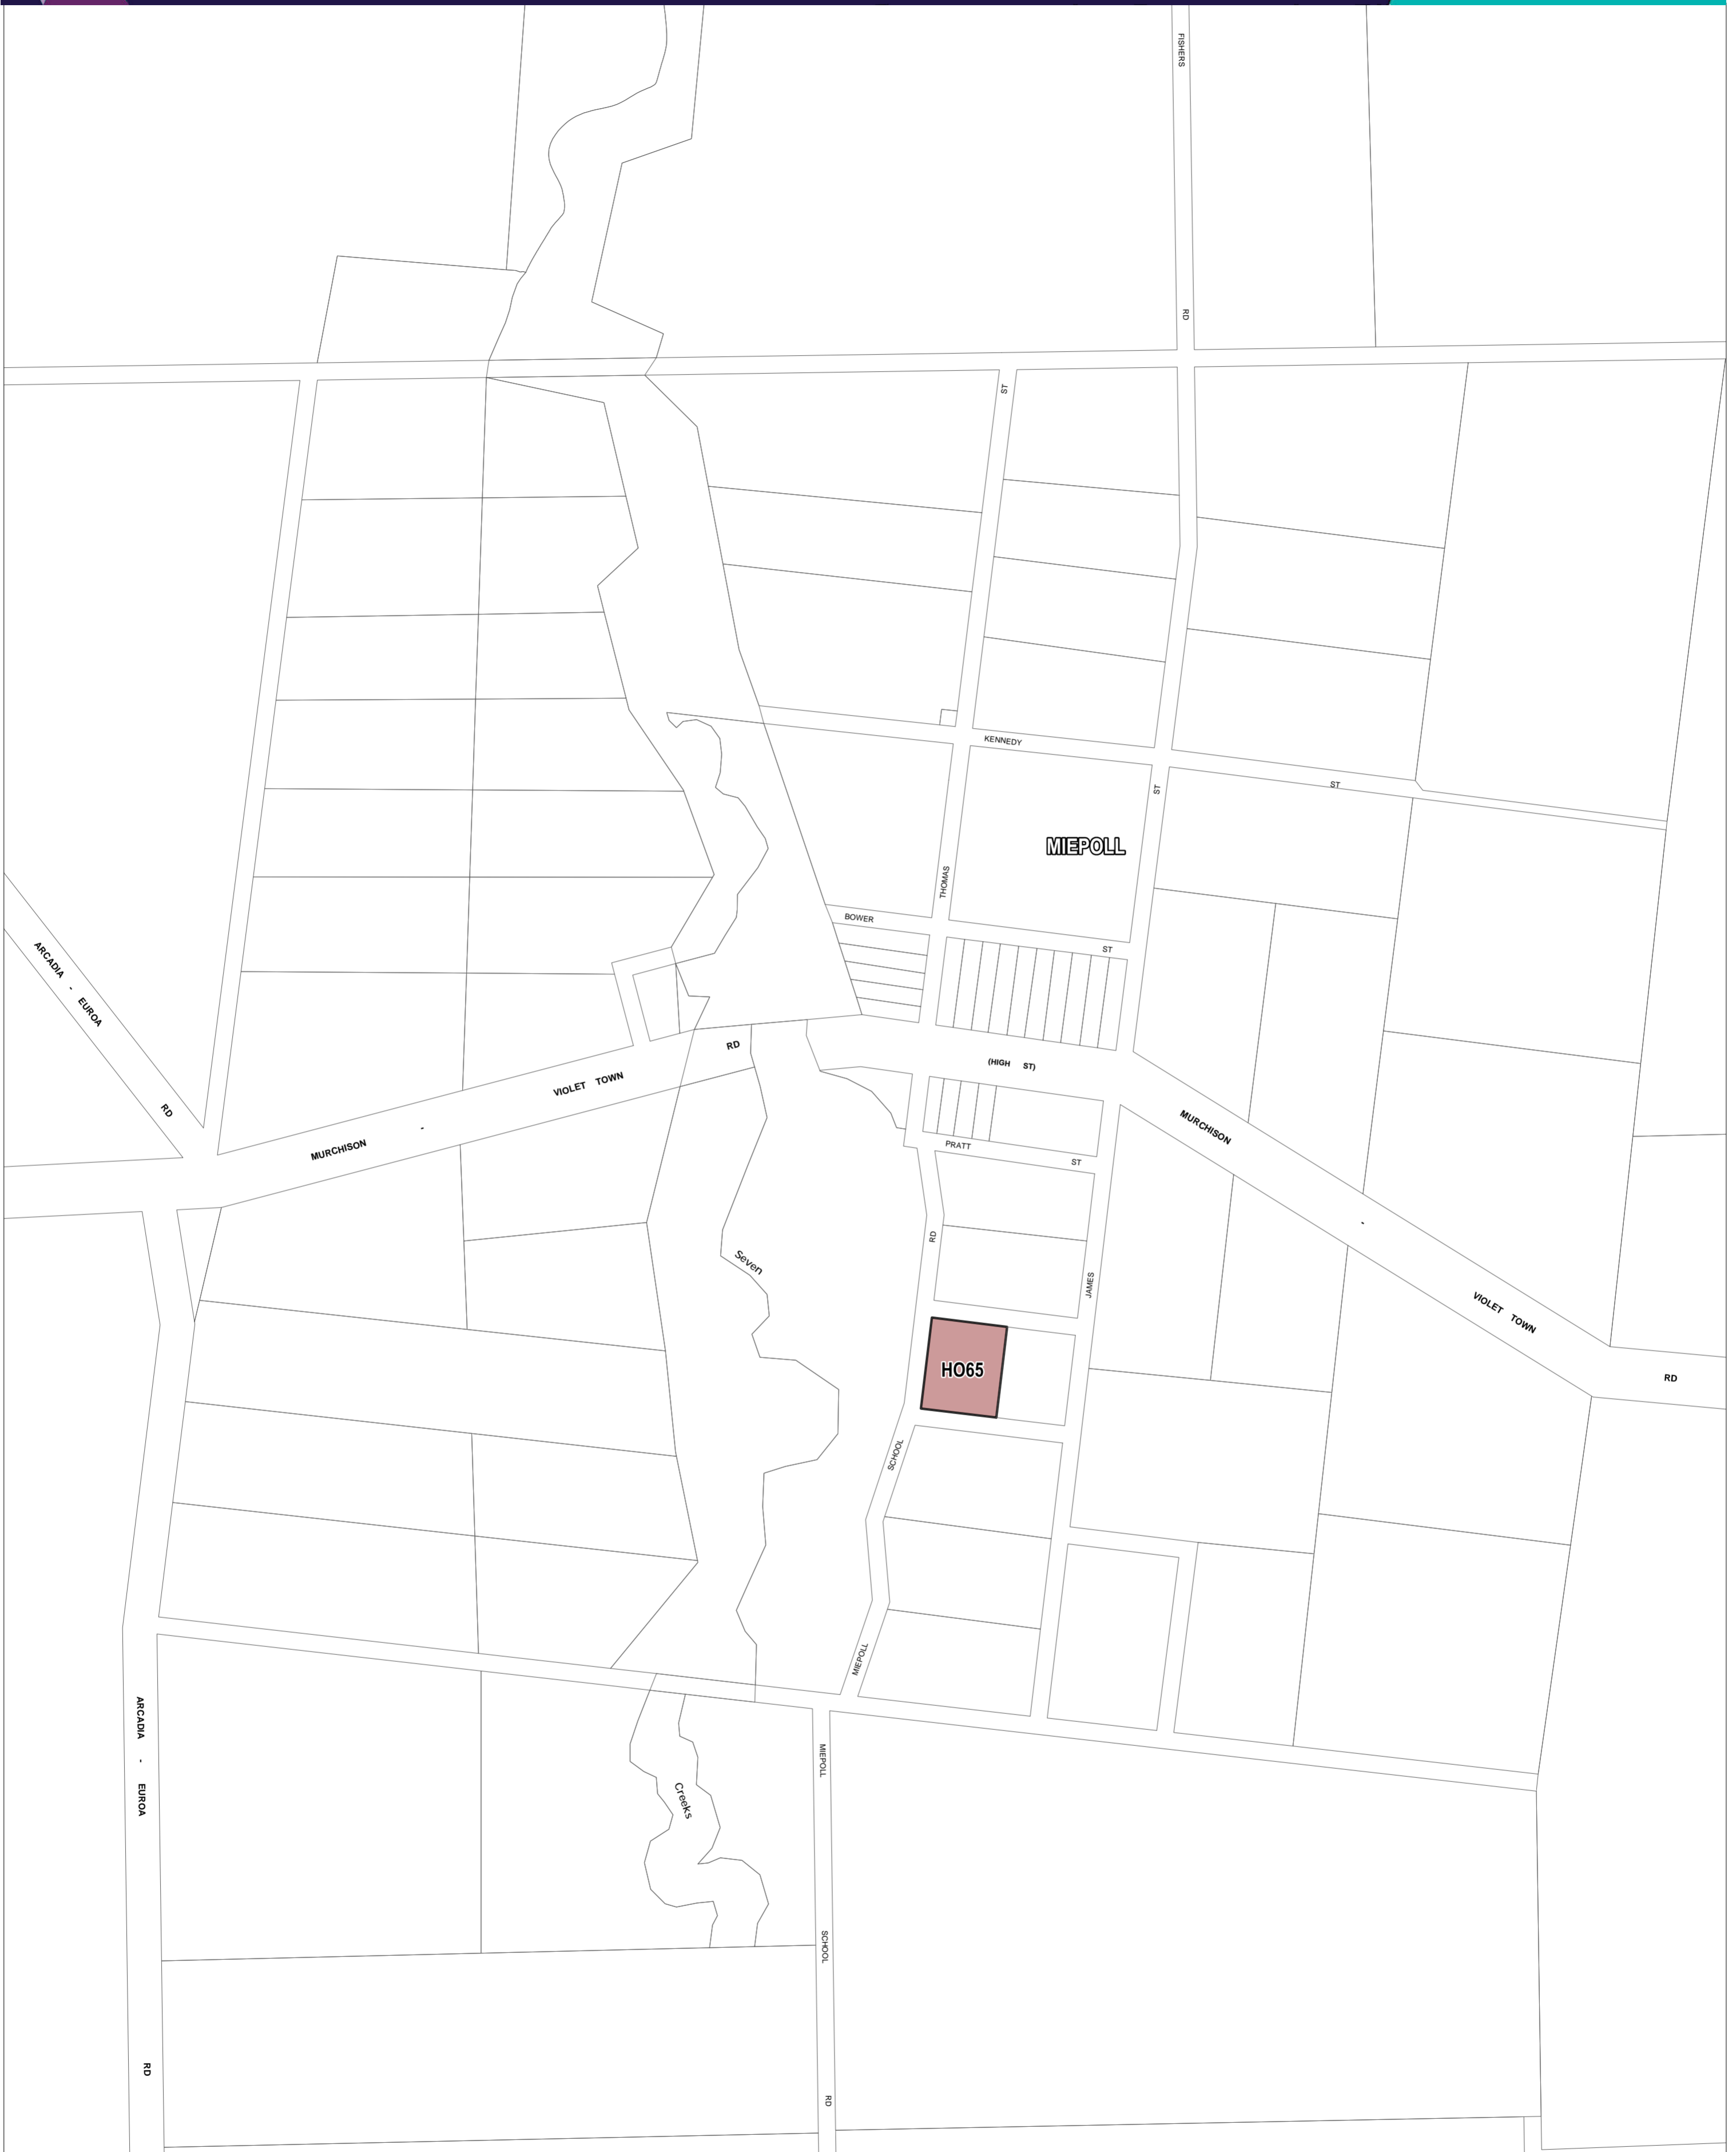 FISHERS
RD
ST
KENNEDY
ST
ST
MIEPOLL
THOMAS
BOWER
ST
ARCADIA - EUROA
RD
MURCHISON - VIOLET TOWN RD
(HIGH ST)
MURCHISON - VIOLET TOWN
RD
PRATT
ST
RD
JAMES
Seven
HO65
SCHOOL
MIEPOLL
ARCADIA - EUROA
RD
MIEPOLL
Creeks
SCHOOL
RD